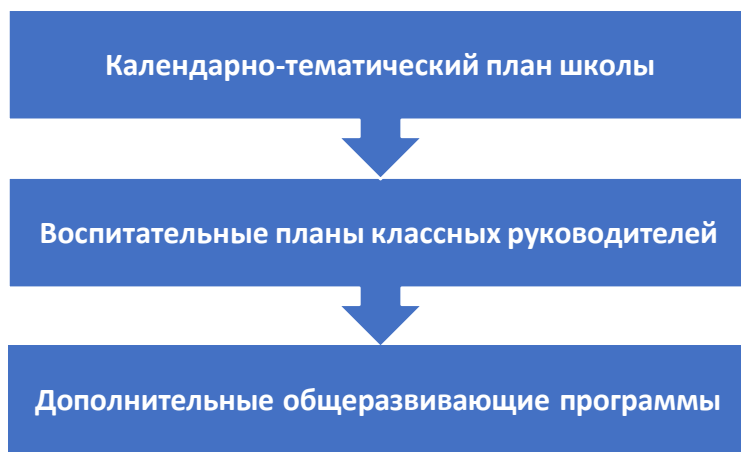 Календарно-тематический план школы
Воспитательные планы классных руководителей
Дополнительные общеразвивающие программы